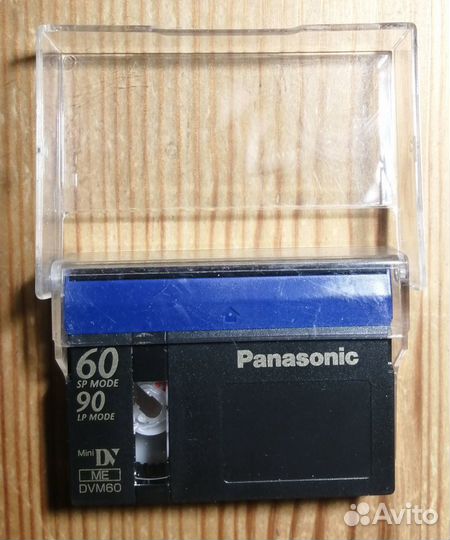 60
SP MODE
90
LP MODE
Panasonic
Mini DV
ME
DVM60
Avito